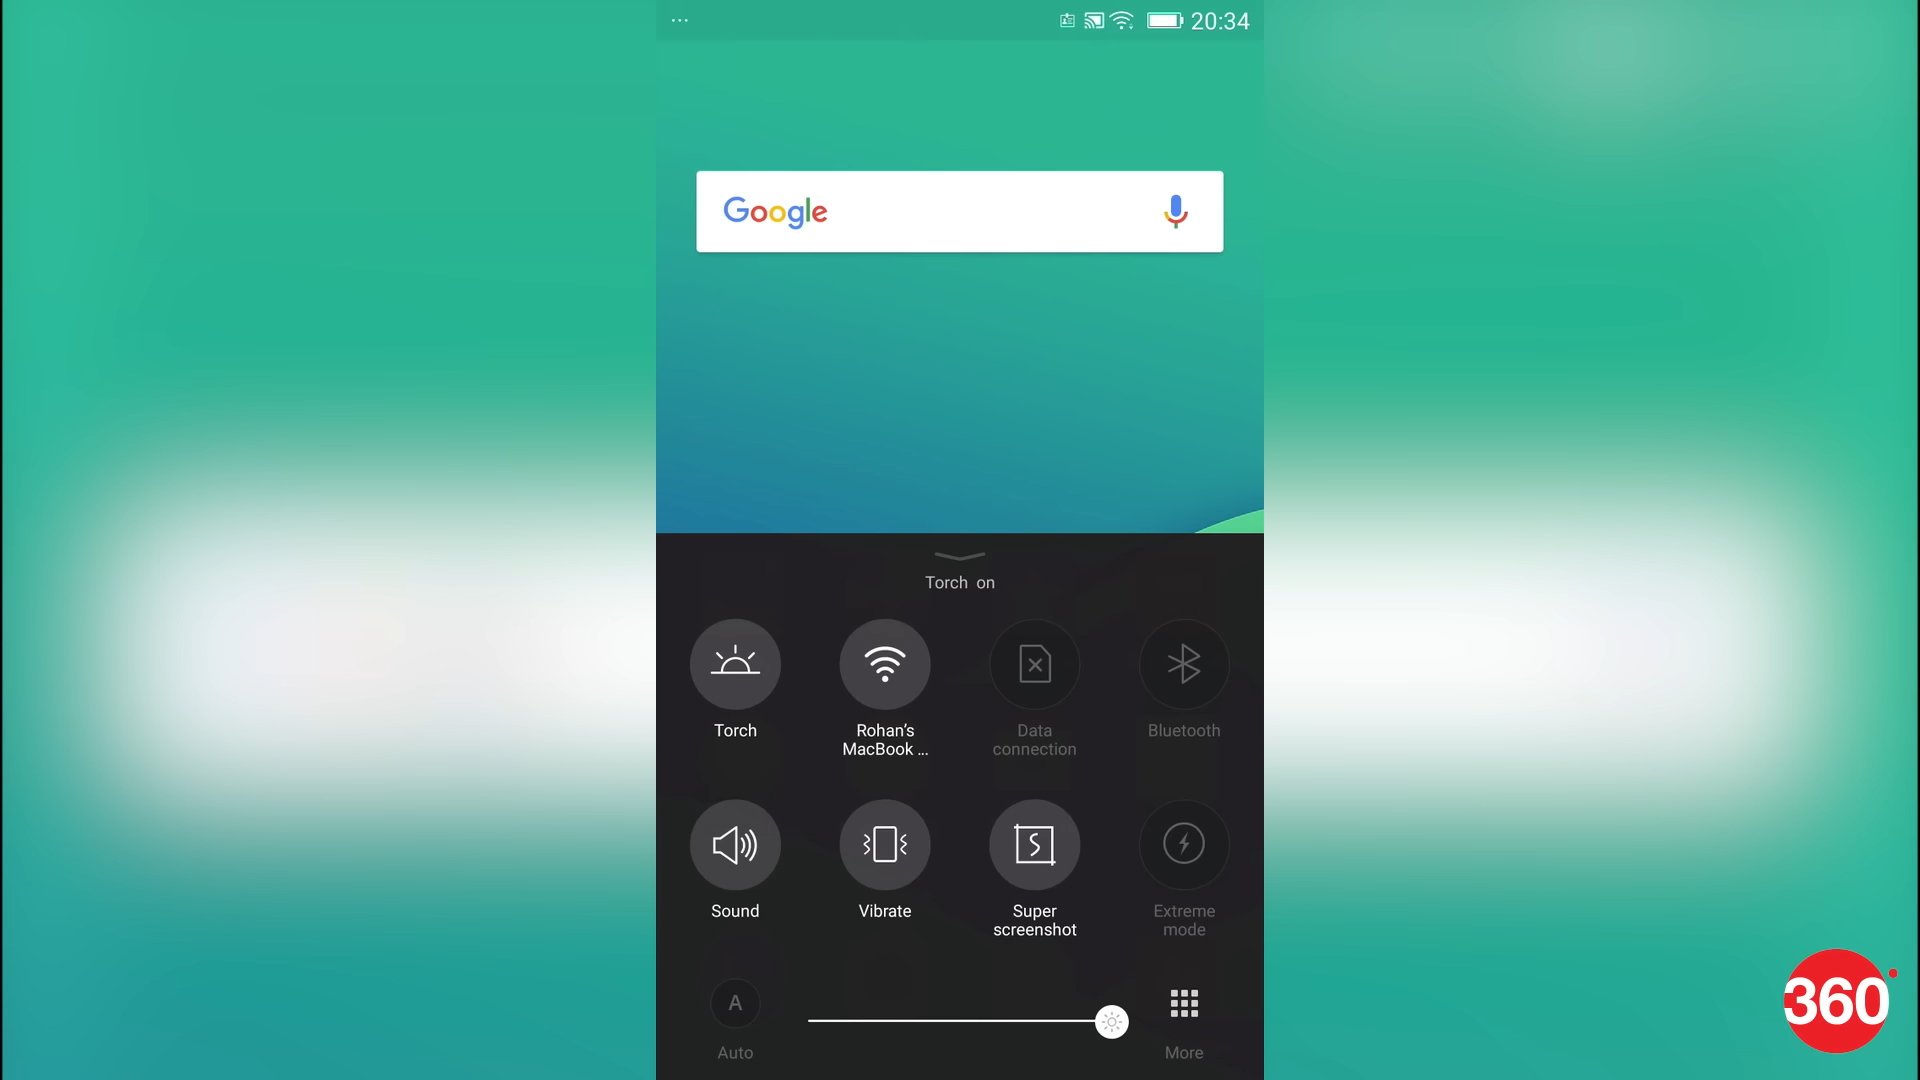 20:34
Google
Torch on
Torch
Rohan’s
MacBook ...
Data
connection
Bluetooth
Sound
Vibrate
Super
screenshot
Extreme
mode
A
Auto
More
360